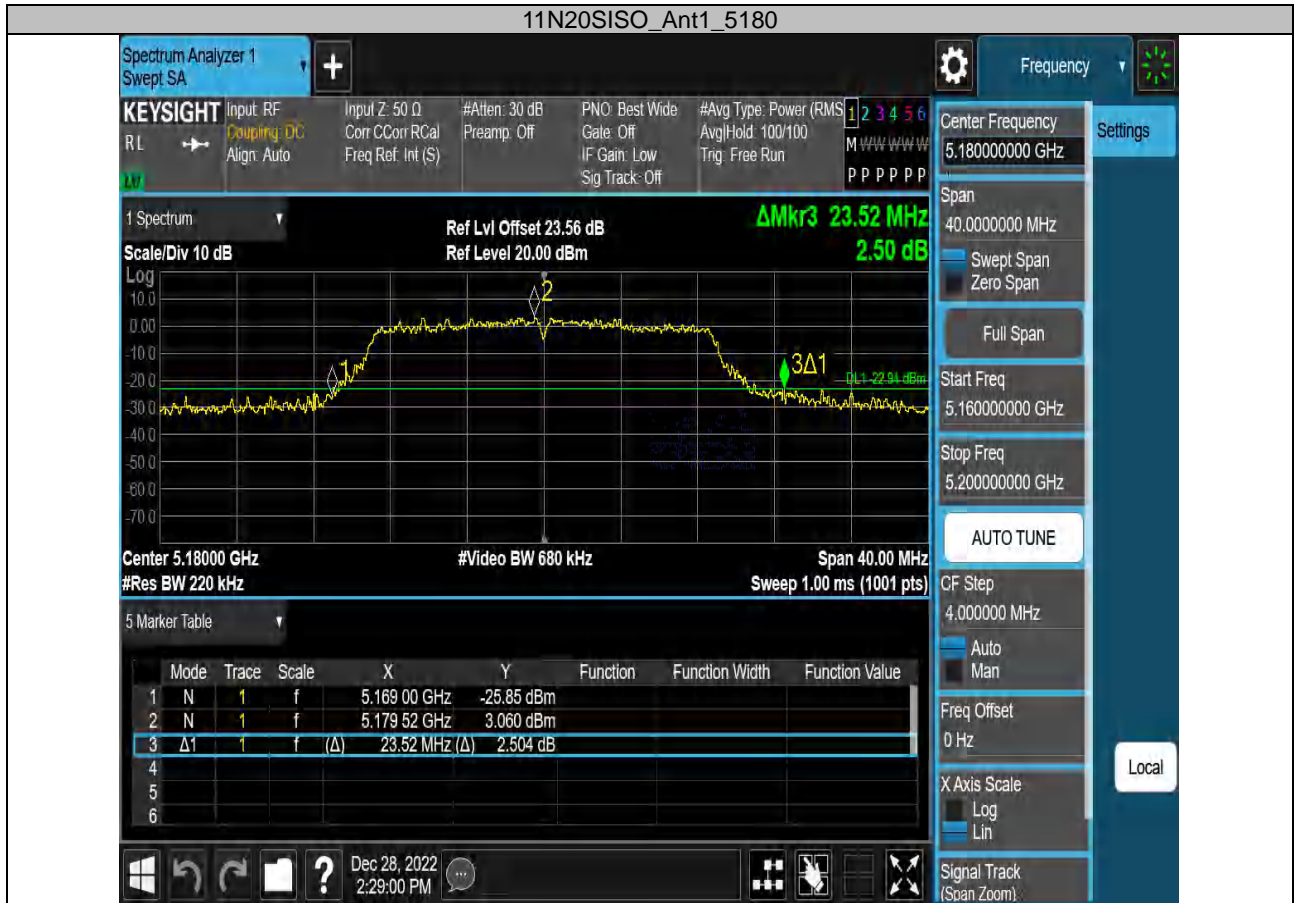 11N20SISO_Ant1_5180
Spectrum Analyzer 1
Swept SA
+
Frequency
KEYSIGHT
RL
LXI
Input: RF
Coupling: DC
Align: Auto
Input Z: 50 Ω
Corr CCorr RCal
Freq Ref: Int (S)
#Atten: 30 dB
Preamp: Off
PNO: Best Wide
Gate: Off
IF Gain: Low
Sig Track: Off
#Avg Type: Power (RMS
Avg|Hold: 100/100
Trig: Free Run
1 2 3 4 5 6
M W W W W W
P P P P P P
1 Spectrum
Scale/Div 10 dB
Ref Lvl Offset 23.56 dB
Ref Level 20.00 dBm
ΔMkr3 23.52 MHz
2.50 dB
Log
10.0
0.00
-10.0
-20.0
-30.0
-40.0
-50.0
-60.0
-70.0
1
2
3Δ1
DL1 -22.94 dBm
Center 5.18000 GHz
#Res BW 220 kHz
#Video BW 680 kHz
Span 40.00 MHz
Sweep 1.00 ms (1001 pts)
5 Marker Table
Mode Trace Scale X Y Function Function Width Function Value
1 N 1 f 5.169 00 GHz -25.85 dBm
2 N 1 f 5.179 52 GHz 3.060 dBm
3 Δ1 1 f (Δ) 23.52 MHz (Δ) 2.504 dB
4
5
6
?
Dec 28, 2022
2:29:00 PM
Center Frequency
5.180000000 GHz
Settings
Span
40.0000000 MHz
Swept Span
Zero Span
Full Span
Start Freq
5.160000000 GHz
Stop Freq
5.200000000 GHz
AUTO TUNE
CF Step
4.000000 MHz
Auto
Man
Freq Offset
0 Hz
X Axis Scale
Log
Lin
Local
Signal Track
(Span Zoom)